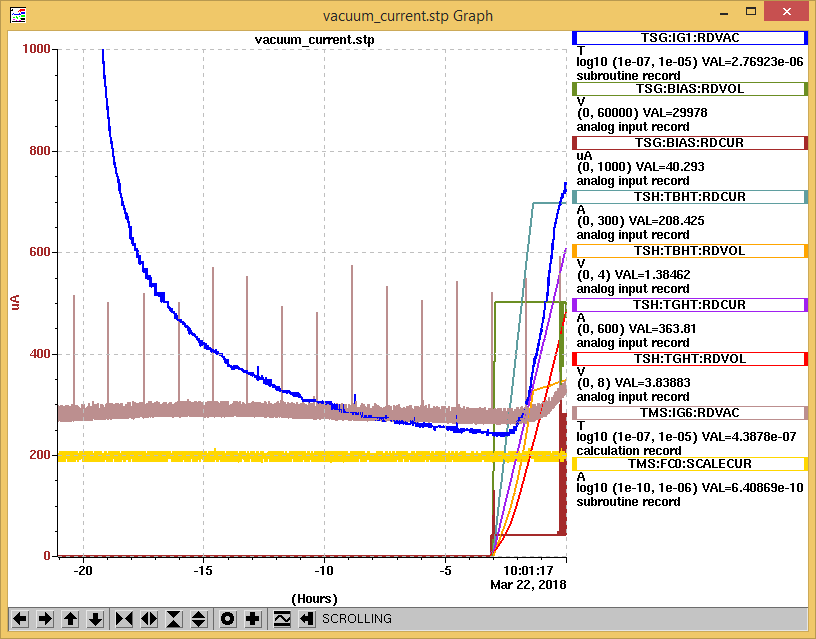 vacuum_current.stp Graph
vacuum_current.stp
1000
800
600
400
200
0
uA
-20
-15
-10
-5
10:01:17
Mar 22, 2018
(Hours)
TSG:IG1:RDVAC
T
log10 (1e-07, 1e-05) VAL=2.76923e-06
subroutine record
TSG:BIAS:RDVOL
V
(0, 60000) VAL=29978
analog input record
TSG:BIAS:RDCUR
uA
(0, 1000) VAL=40.293
analog input record
TSH:TBHT:RDCUR
A
(0, 300) VAL=208.425
analog input record
TSH:TBHT:RDVOL
V
(0, 4) VAL=1.38462
analog input record
TSH:TGHT:RDCUR
A
(0, 600) VAL=363.81
analog input record
TSH:TGHT:RDVOL
V
(0, 8) VAL=3.83883
analog input record
TMS:IG6:RDVAC
T
log10 (1e-07, 1e-05) VAL=4.3878e-07
calculation record
TMS:FC0:SCALECUR
A
log10 (1e-10, 1e-06) VAL=6.40869e-10
subroutine record
SCROLLING